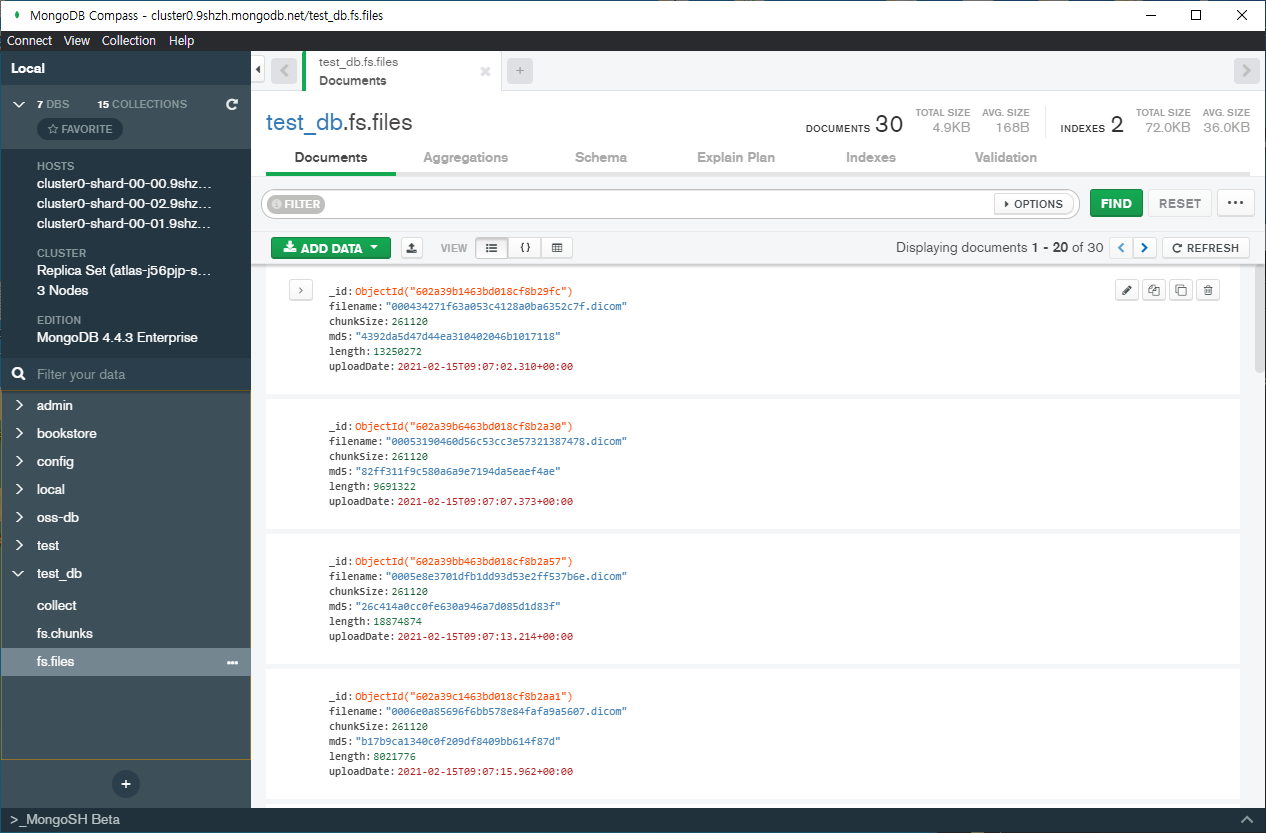 MongoDB Compass - cluster0.9shzh.mongodb.net/test_db.fs.files
Connect View Collection Help
Local
7 DBS 15 COLLECTIONS
FAVORITE
HOSTS
cluster0-shard-00-00.9shz...
cluster0-shard-00-02.9shz...
cluster0-shard-00-01.9shz...
CLUSTER
Replica Set (atlas-j56pjp-s...
3 Nodes
EDITION
MongoDB 4.4.3 Enterprise
Filter your data
admin
bookstore
config
local
oss-db
test
test_db
collect
fs.chunks
fs.files
>_MongoSH Beta
test_db.fs.files
Documents
test_db.fs.files
DOCUMENTS 30 TOTAL SIZE 4.9KB AVG. SIZE 168B INDEXES 2 TOTAL SIZE 72.0KB AVG. SIZE 36.0KB
Documents Aggregations Schema Explain Plan Indexes Validation
FILTER OPTIONS FIND RESET ...
ADD DATA VIEW {} Displaying documents 1 - 20 of 30 < > REFRESH
_id: ObjectId("602a39b1463bd018cf8b29fc")
filename: "000434271f63a053c4128a0ba6352c7f.dicom"
chunkSize: 261120
md5: "4392da5d47d44ea310402046b1017118"
length: 13250272
uploadDate: 2021-02-15T09:07:02.310+00:00
_id: ObjectId("602a39b6463bd018cf8b2a30")
filename: "00053190460d56c53cc3e57321387478.dicom"
chunkSize: 261120
md5: "82ff311f9c580a6a9e7194da5eaef4ae"
length: 9691322
uploadDate: 2021-02-15T09:07:07.373+00:00
_id: ObjectId("602a39bb463bd018cf8b2a57")
filename: "0005e8e3701dfb1dd93d53e2ff537b6e.dicom"
chunkSize: 261120
md5: "26c414a0cc0fe630a946a7d085d1d83f"
length: 18874874
uploadDate: 2021-02-15T09:07:13.214+00:00
_id: ObjectId("602a39c1463bd018cf8b2aa1")
filename: "0006e0a85696f6bb578e84fafa9a5607.dicom"
chunkSize: 261120
md5: "b17b9ca1340c0f209df8409bb614f87d"
length: 8021776
uploadDate: 2021-02-15T09:07:15.962+00:00